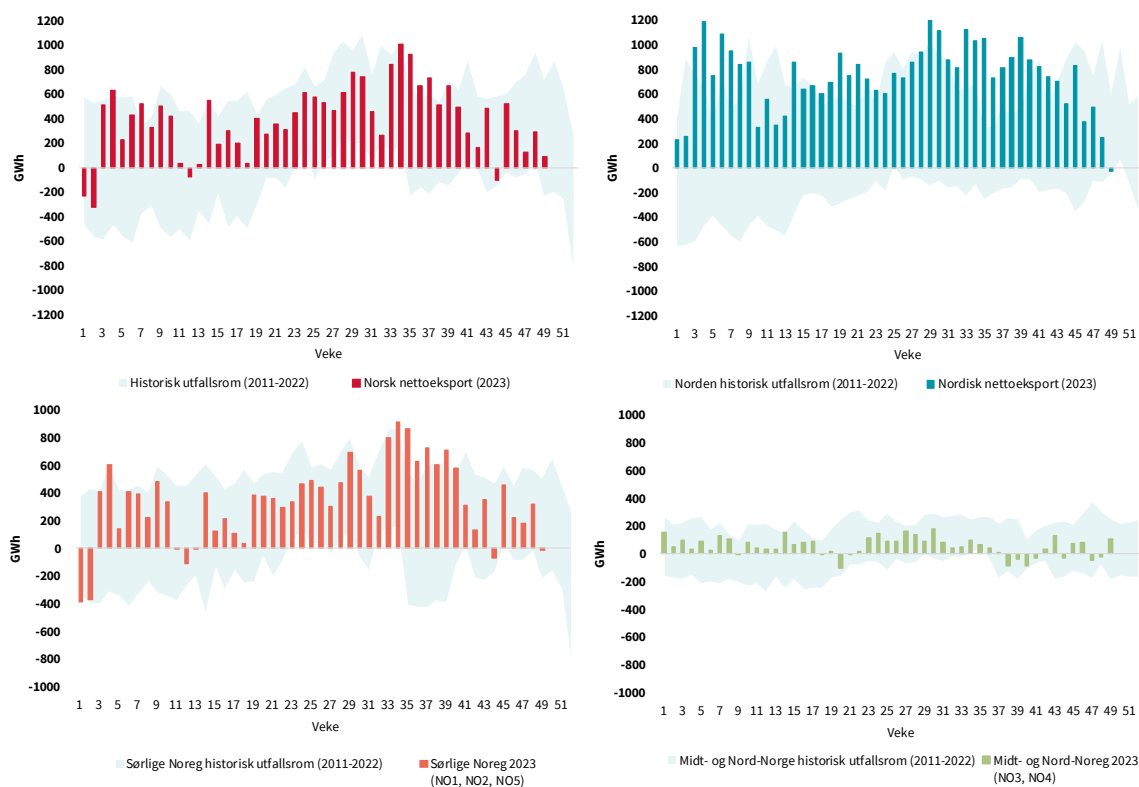 1200
1000
800
600
400
200
0
-200
-400
-600
-800
-1000
-1200
GWh
1 3 5 7 9 11 13 15 17 19 21 23 25 27 29 31 33 35 37 39 41 43 45 47 49 51
Veke
Historisk utfallsrom (2011-2022) Norsk nettoeksport (2023)
1200
1000
800
600
400
200
0
-200
-400
-600
-800
-1000
-1200
GWh
1 3 5 7 9 11 13 15 17 19 21 23 25 27 29 31 33 35 37 39 41 43 45 47 49 51
Veke
Norden historisk utfallsrom (2011-2022) Nordisk nettoeksport (2023)
1000
800
600
400
200
0
-200
-400
-600
-800
-1000
GWh
1 3 5 7 9 11 13 15 17 19 21 23 25 27 29 31 33 35 37 39 41 43 45 47 49 51
Veke
Sørlige Noreg historisk utfallsrom (2011-2022) Sørlige Noreg 2023
(NO1, NO2, NO5)
1000
800
600
400
200
0
-200
-400
-600
-800
-1000
GWh
1 3 5 7 9 11 13 15 17 19 21 23 25 27 29 31 33 35 37 39 41 43 45 47 49 51
Veke
Midt- og Nord-Norge historisk utfallsrom (2011-2022) Midt- og Nord-Noreg 2023
(NO3, NO4)